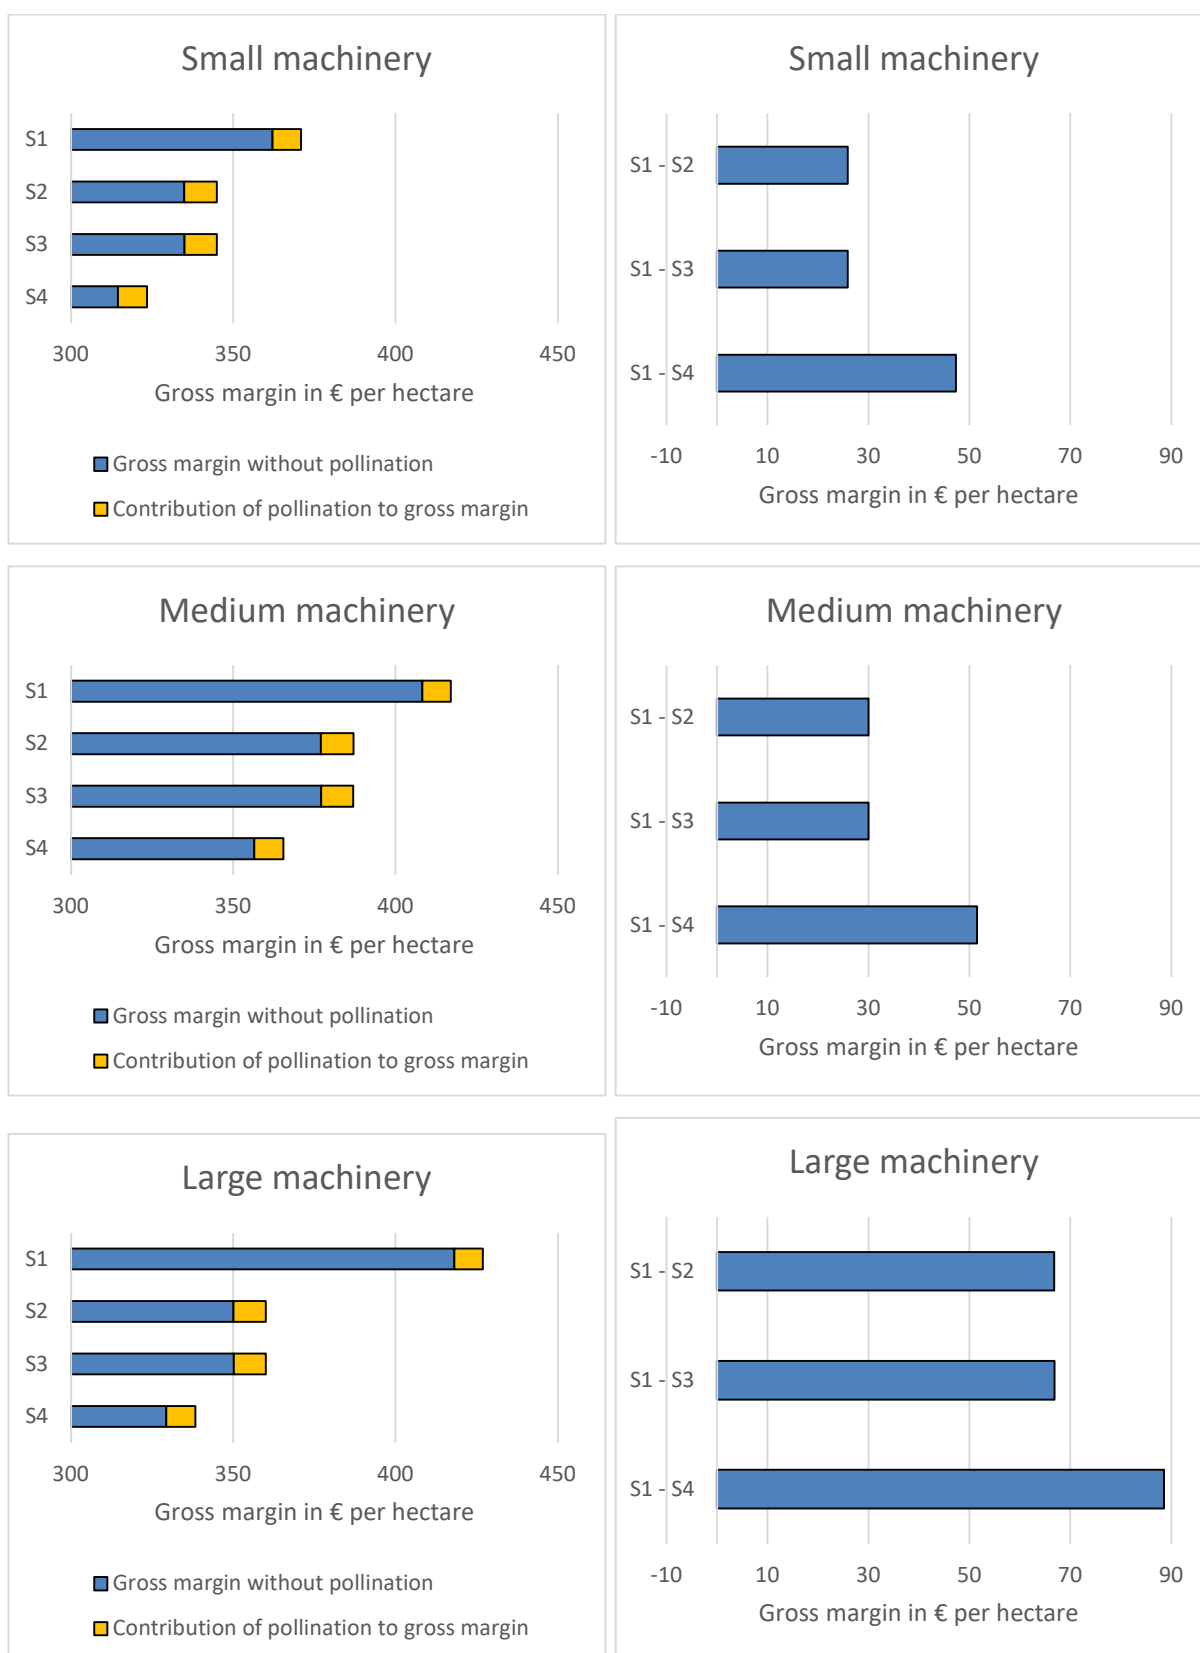 Small machinery
S1
S2
S3
S4
300 350 400 450
Gross margin in € per hectare
Gross margin without pollination
Contribution of pollination to gross margin
Small machinery
S1 - S2
S1 - S3
S1 - S4
-10 10 30 50 70 90
Gross margin in € per hectare
Medium machinery
S1
S2
S3
S4
300 350 400 450
Gross margin in € per hectare
Gross margin without pollination
Contribution of pollination to gross margin
Medium machinery
S1 - S2
S1 - S3
S1 - S4
-10 10 30 50 70 90
Gross margin in € per hectare
Large machinery
S1
S2
S3
S4
300 350 400 450
Gross margin in € per hectare
Gross margin without pollination
Contribution of pollination to gross margin
Large machinery
S1 - S2
S1 - S3
S1 - S4
-10 10 30 50 70 90
Gross margin in € per hectare